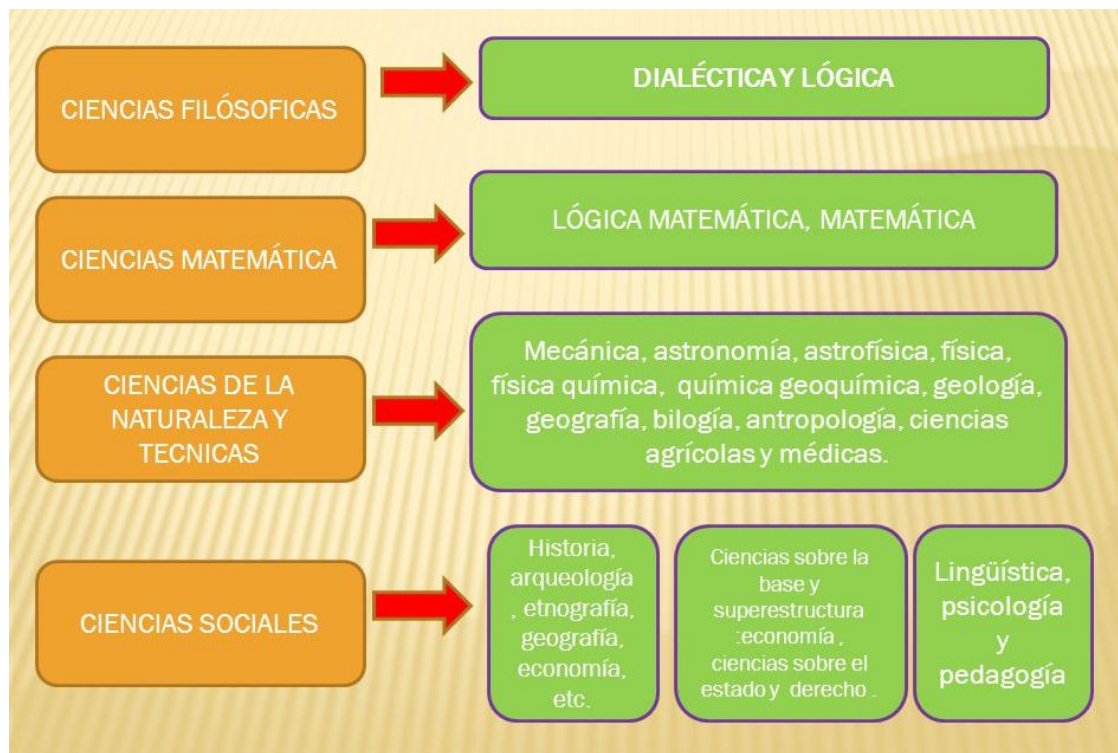 CIENCIAS FILÓSOFICAS
DIALÉCTICA Y LÓGICA
CIENCIAS MATEMÁTICA
LÓGICA MATEMÁTICA, MATEMÁTICA
CIENCIAS DE LA
NATURALEZA Y
TECNICAS
Mecánica, astronomía, astrofísica, física,
física química, química geoquímica, geología,
geografía, bilogía, antropología, ciencias
agrícolas y médicas.
CIENCIAS SOCIALES
Historia,
arqueología
, etnografía,
geografía,
economía,
etc.
Ciencias sobre la
base y
superestructura
:economía ,
ciencias sobre el
estado y derecho .
Lingüística,
psicología
y
pedagogía